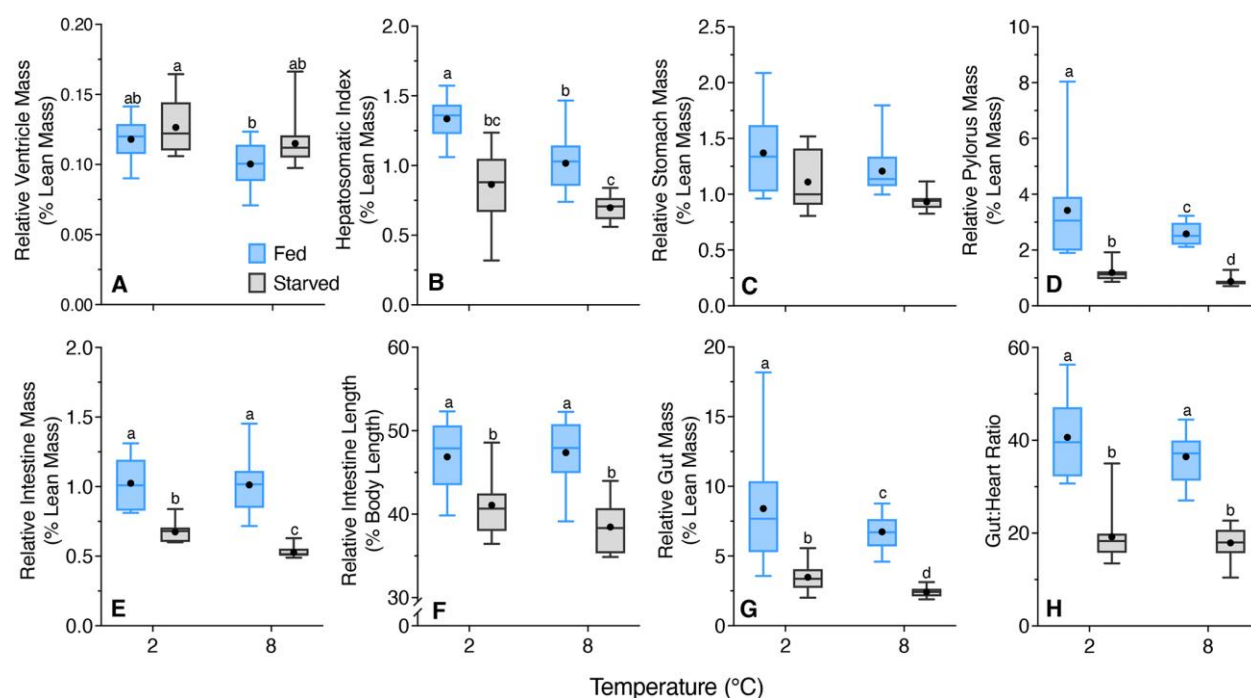 Relative Ventricle Mass
(% Lean Mass)
0.20
0.15
0.10
0.05
0.00
ab
a
b
ab
Fed
Starved
A
Hepatosomatic Index
(% Lean Mass)
2.0
1.5
1.0
0.5
0.0
a
bc
b
c
B
Relative Stomach Mass
(% Lean Mass)
2.5
2.0
1.5
1.0
0.5
0.0
C
Relative Pylorus Mass
(% Lean Mass)
10
8
6
4
2
0
a
b
c
d
D
Relative Intestine Mass
(% Lean Mass)
2.0
1.5
1.0
0.5
0.0
a
b
a
c
E
2
8
Relative Intestine Length
(% Body Length)
60
50
40
30
0
a
b
a
b
F
2
8
Relative Gut Mass
(% Lean Mass)
20
15
10
5
0
a
b
c
d
G
2
8
Gut:Heart Ratio
60
40
20
0
a
b
a
b
H
2
8
Temperature (°C)